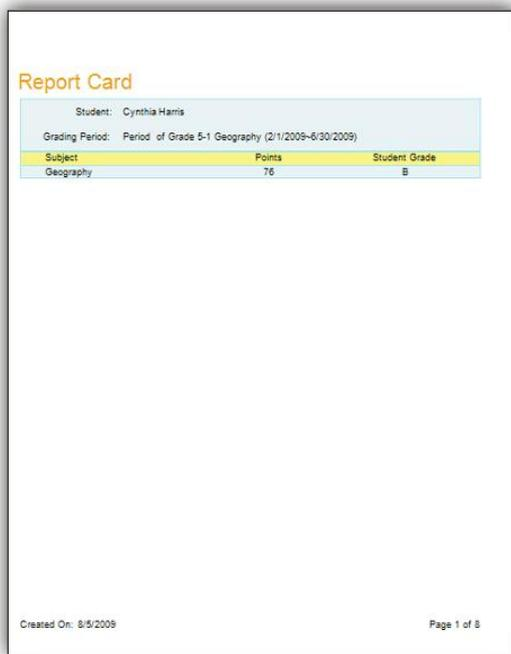 Report Card
Student: Cynthia Harris
Grading Period: Period of Grade 5-1 Geography (2/1/2009~6/30/2009)
Subject Points Student Grade
Geography 76 B
Created On: 8/5/2009 Page 1 of 8